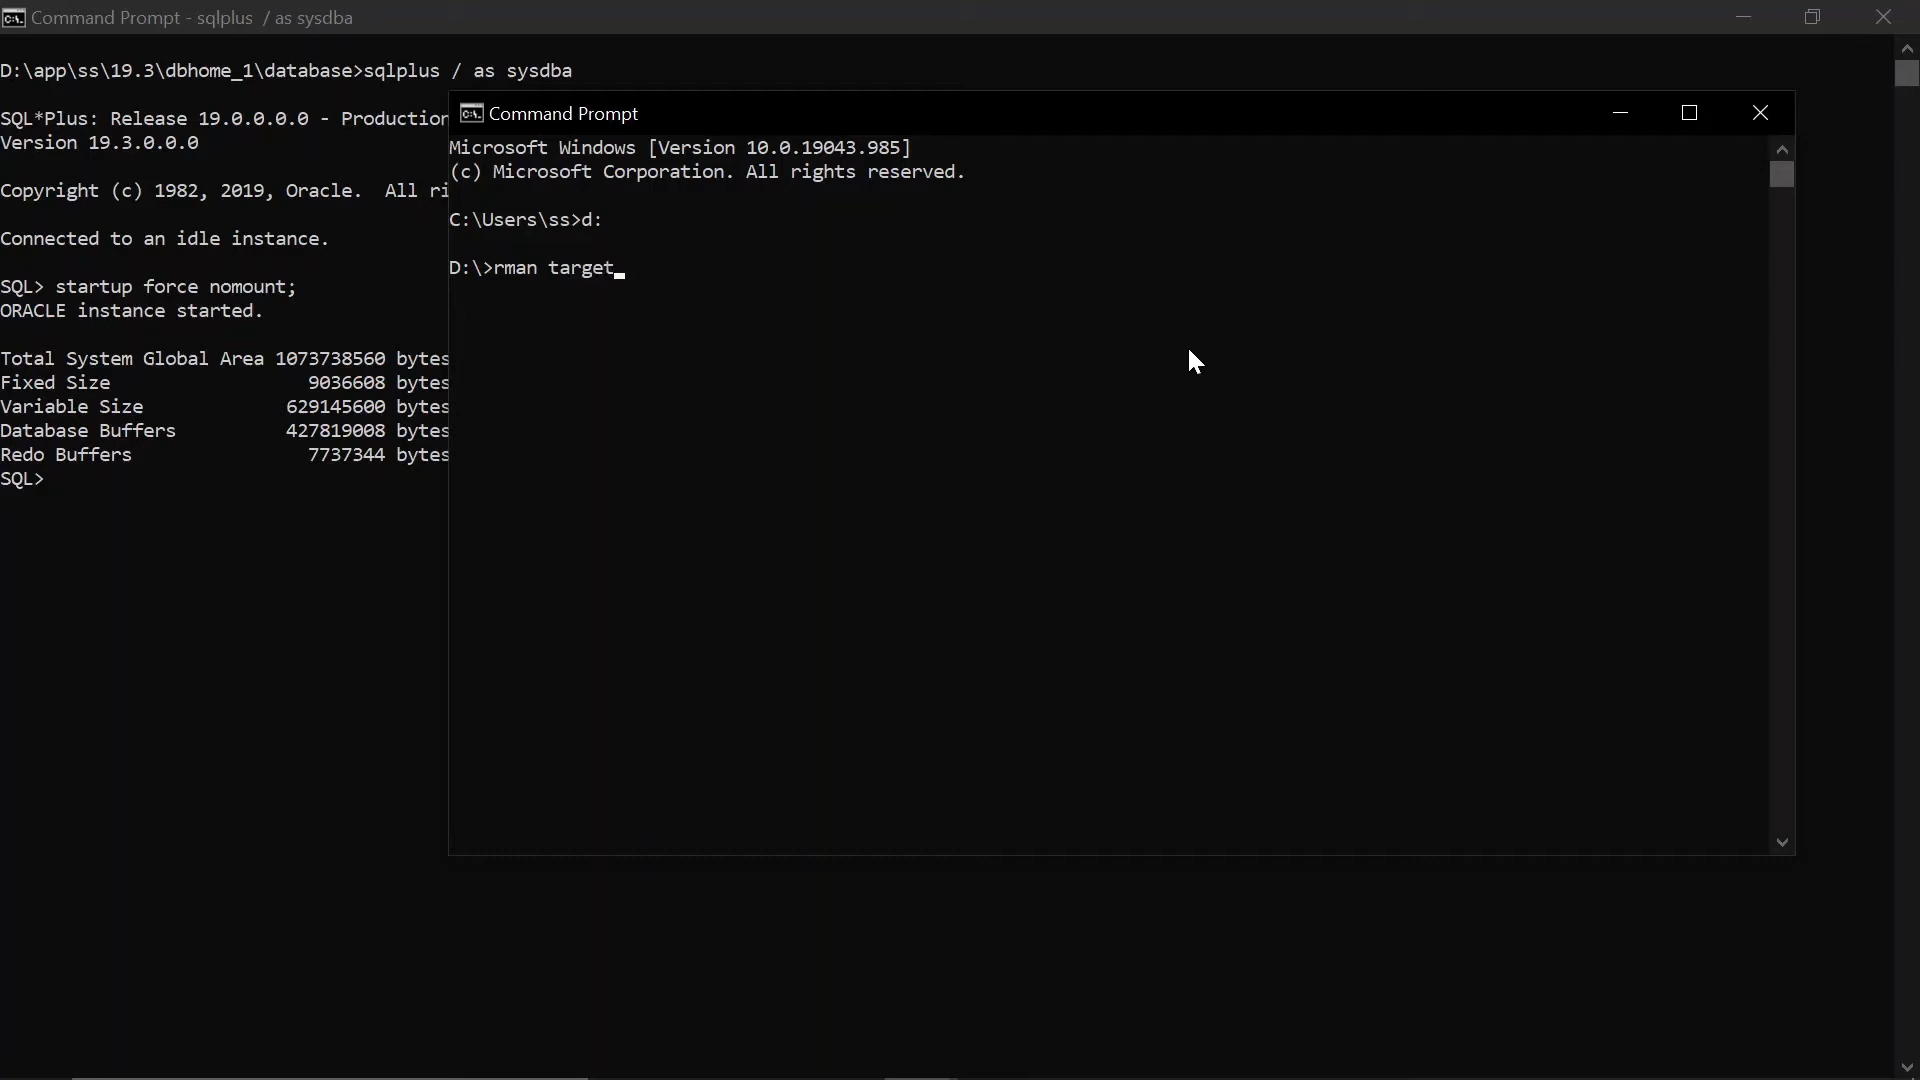 Command Prompt - sqlplus / as sysdba
D:\app\ss\19.3\dbhome_1\database>sqlplus / as sysdba
SQL*Plus: Release 19.0.0.0.0 - Production
Version 19.3.0.0.0
Copyright (c) 1982, 2019, Oracle.  All ri
Connected to an idle instance.
SQL> startup force nomount;
ORACLE instance started.
Total System Global Area 1073738560 bytes
Fixed Size                  9036608 bytes
Variable Size             629145600 bytes
Database Buffers          427819008 bytes
Redo Buffers                7737344 bytes
SQL>
Command Prompt
Microsoft Windows [Version 10.0.19043.985]
(c) Microsoft Corporation. All rights reserved.
C:\Users\ss>d:
D:\>rman target_